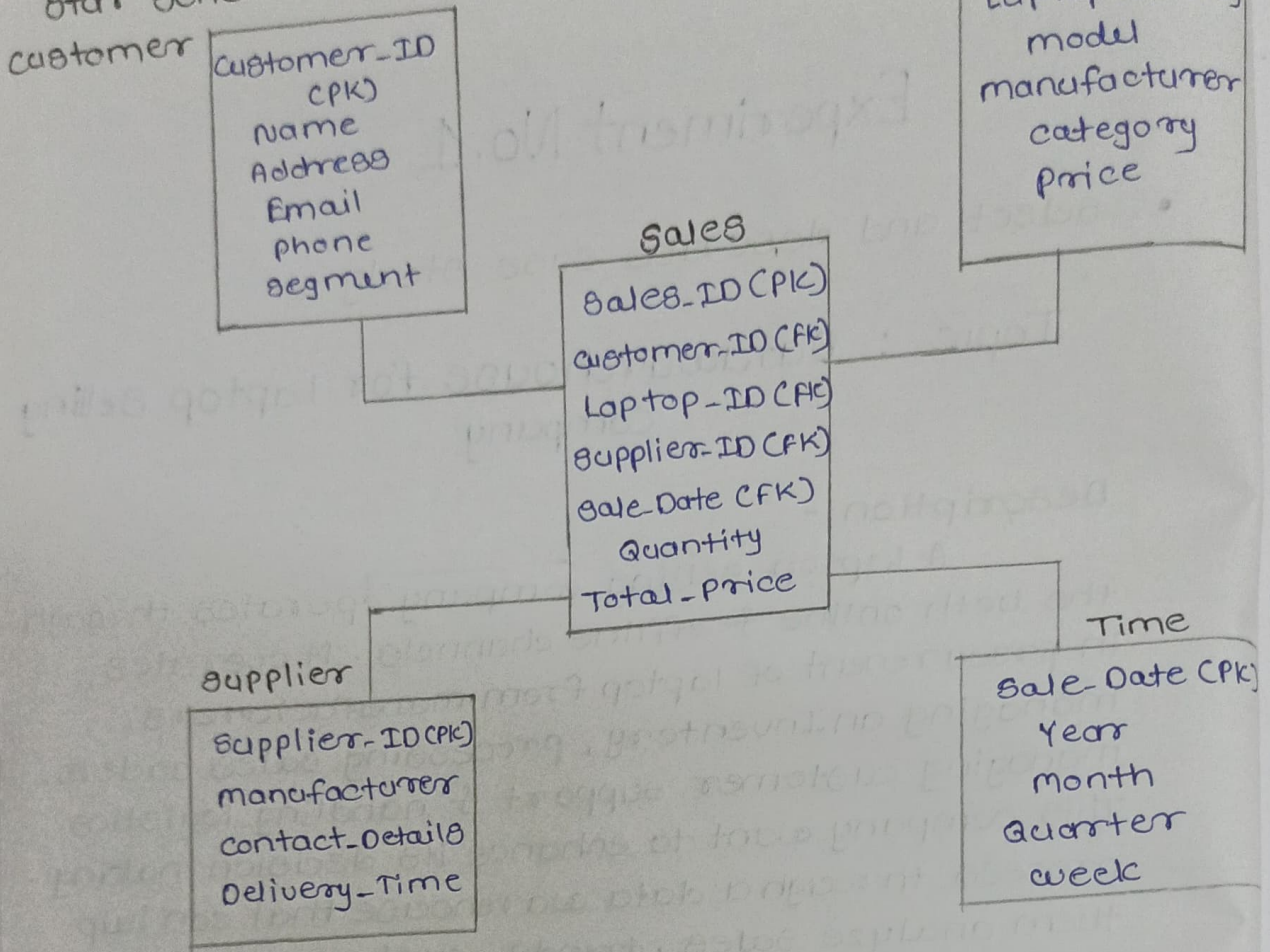 customer
Customer_ID
(PK)
Name
Address
Email
phone
segment
model
manufacturer
category
price
Sales
Sales_ID (PK)
Customer_ID (FK)
Laptop_ID (FK)
Supplier_ID (FK)
Sale_Date (FK)
Quantity
Total_price
Supplier
Supplier_ID (PK)
manufacturer
contact_Details
Delivery_Time
Time
Sale_Date (PK)
Year
month
Quarter
week